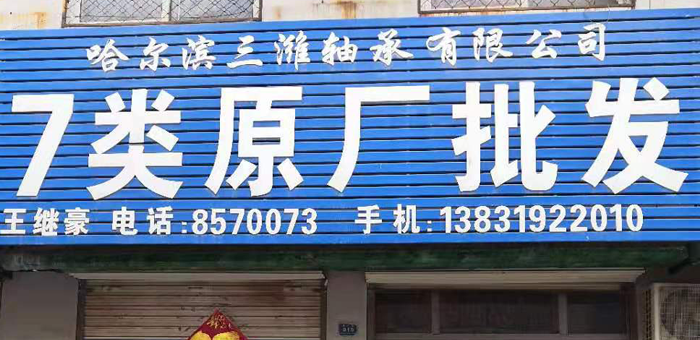 哈尔滨三潍轴承有限公司
7类原厂批发
王继豪 电话:8570073 手机:13831922010